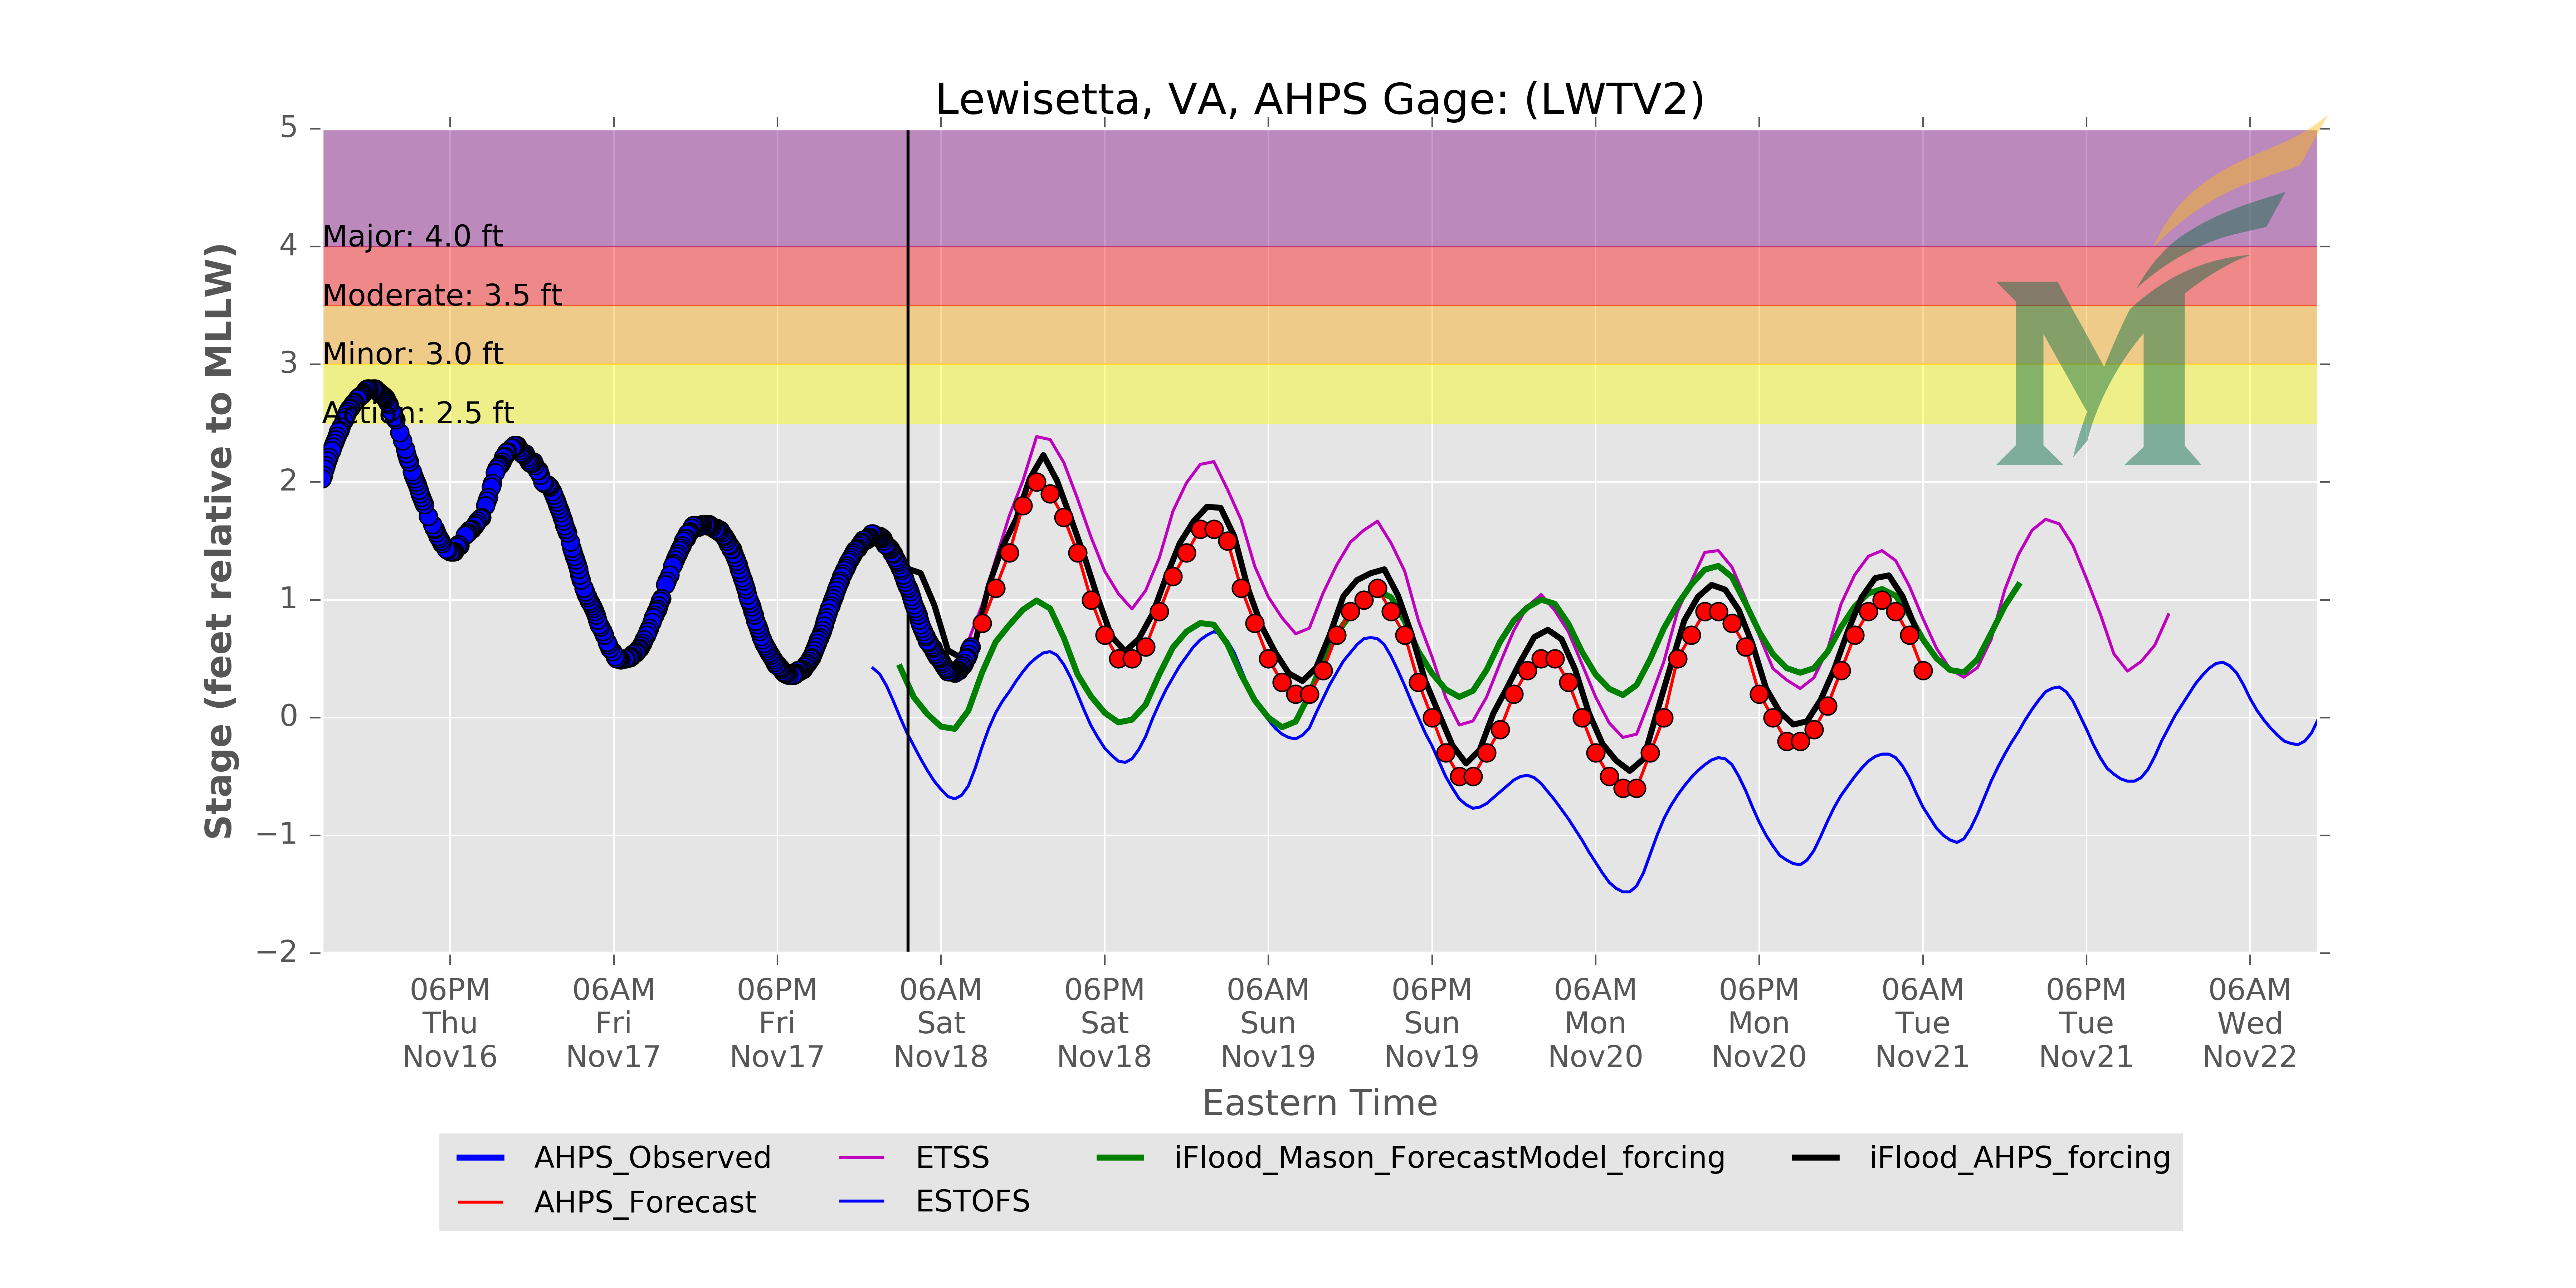 Lewisetta, VA, AHPS Gage: (LWTV2)
Stage (feet relative to MLLW)
5
4
3
2
1
0
−1
−2
Major: 4.0 ft
Moderate: 3.5 ft
Minor: 3.0 ft
Action: 2.5 ft
M
06PM 06AM 06PM 06AM 06PM 06AM 06PM 06AM 06PM 06AM 06PM 06AM
Thu Fri Fri Sat Sat Sun Sun Mon Mon Tue Tue Wed
Nov16 Nov17 Nov17 Nov18 Nov18 Nov19 Nov19 Nov20 Nov20 Nov21 Nov21 Nov22
Eastern Time
AHPS_Observed ETSS iFlood_Mason_ForecastModel_forcing iFlood_AHPS_forcing
AHPS_Forecast ESTOFS